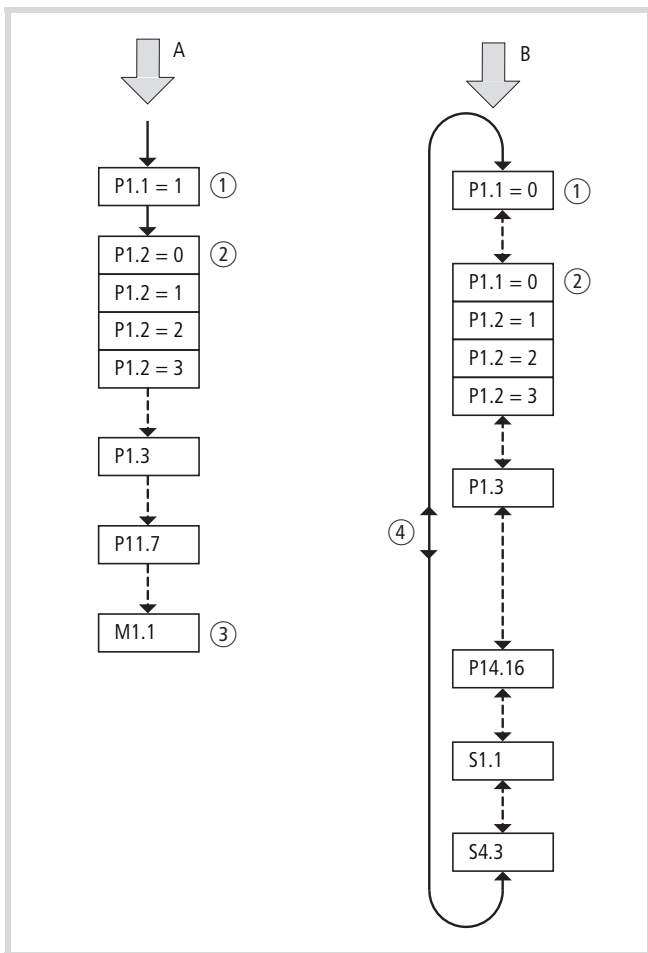 A
P1.1 = 1 ①
P1.2 = 0 ②
P1.2 = 1
P1.2 = 2
P1.2 = 3
P1.3
P11.7
M1.1 ③
B
P1.1 = 0 ①
P1.1 = 0 ②
P1.2 = 1
P1.2 = 2
P1.2 = 3
P1.3
④
P14.16
S1.1
S4.3